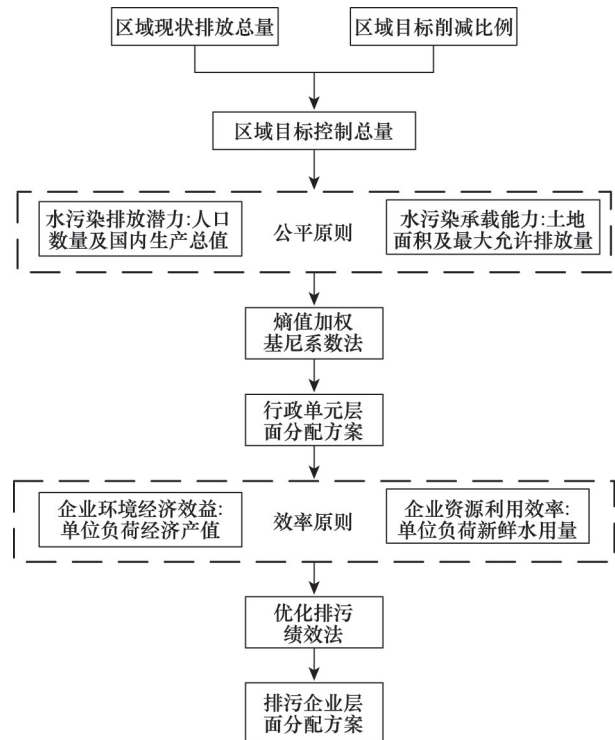 区域现状排放总量
区域目标削减比例
区域目标控制总量
水污染排放潜力:人口
数量及国内生产总值
公平原则
水污染承载能力:土地
面积及最大允许排放量
熵值加权
基尼系数法
行政单元层
面分配方案
企业环境经济效益:
单位负荷经济产值
效率原则
企业资源利用效率:
单位负荷新鲜水用量
优化排污
绩效法
排污企业层
面分配方案